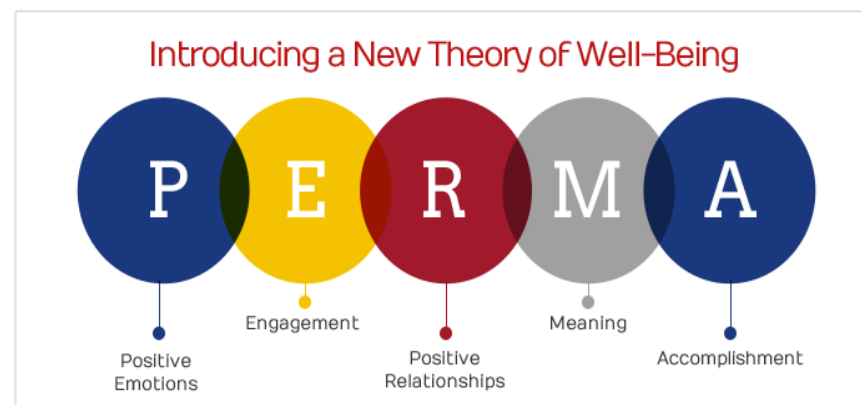 Introducing a New Theory of Well-Being
P E R M A
Engagement
Meaning
Positive
Emotions
Positive
Relationships
Accomplishment